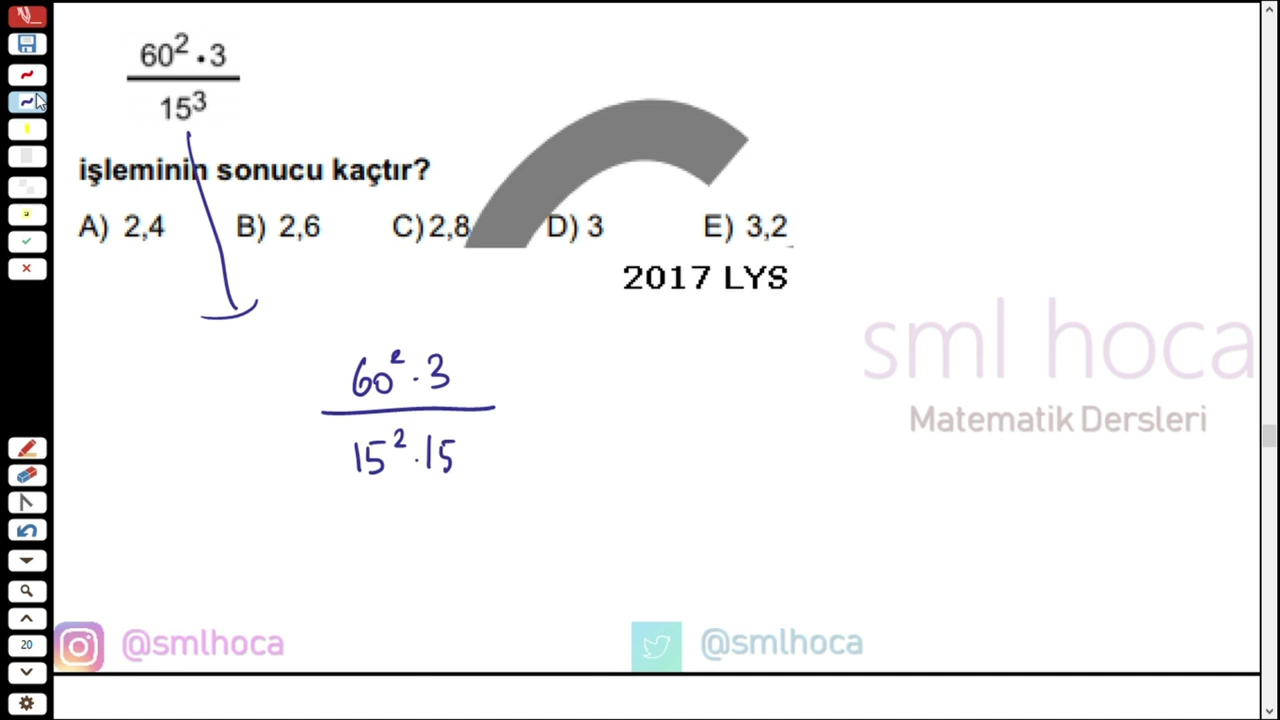 60² · 3
15³
işleminin sonucu kaçtır?
A) 2,4 B) 2,6 C) 2,8 D) 3 E) 3,2
2017 LYS
sml hoca
Matematik Dersleri
60² · 3
15² · 15
@smlhoca @smlhoca
20